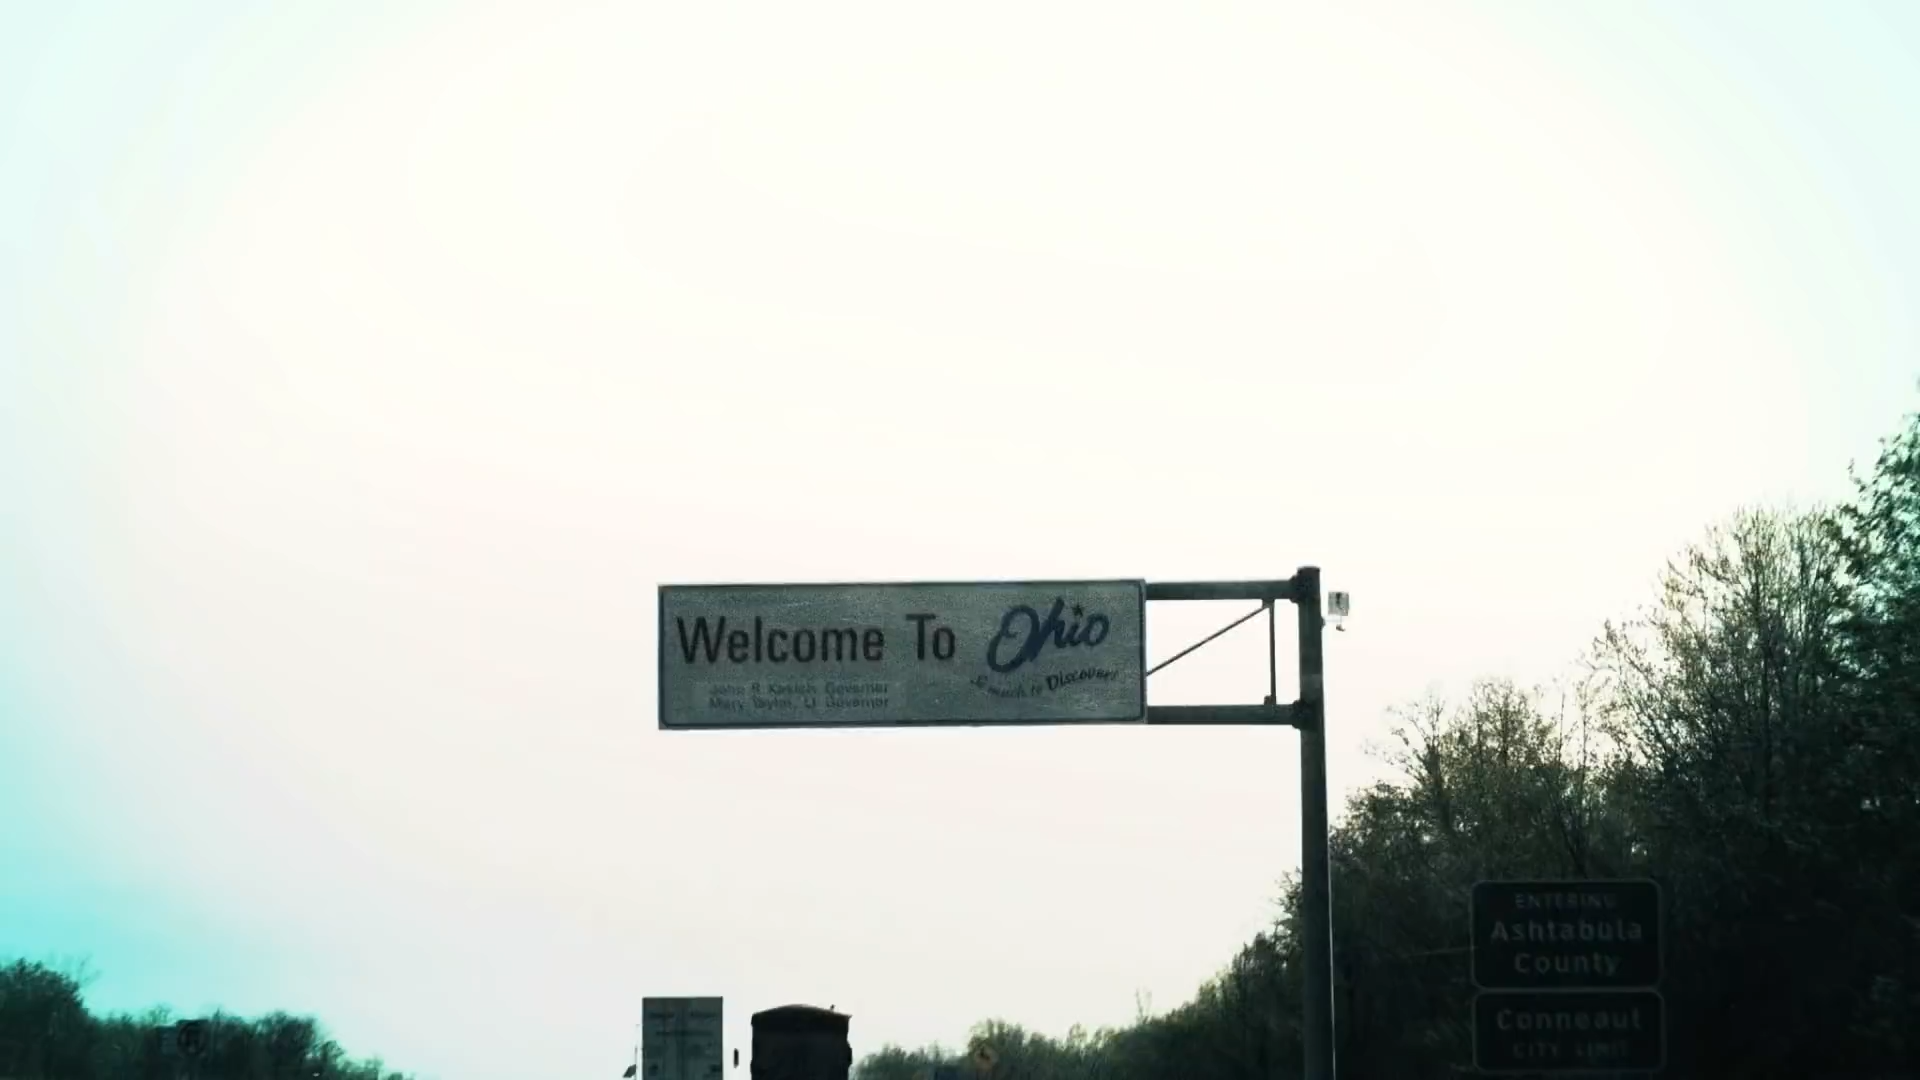 Welcome To Ohio
So much to Discover!
John R. Kasich, Governor
Mary Taylor, Lt. Governor
ENTERING
Ashtabula
County
Conneaut
CITY LIMIT